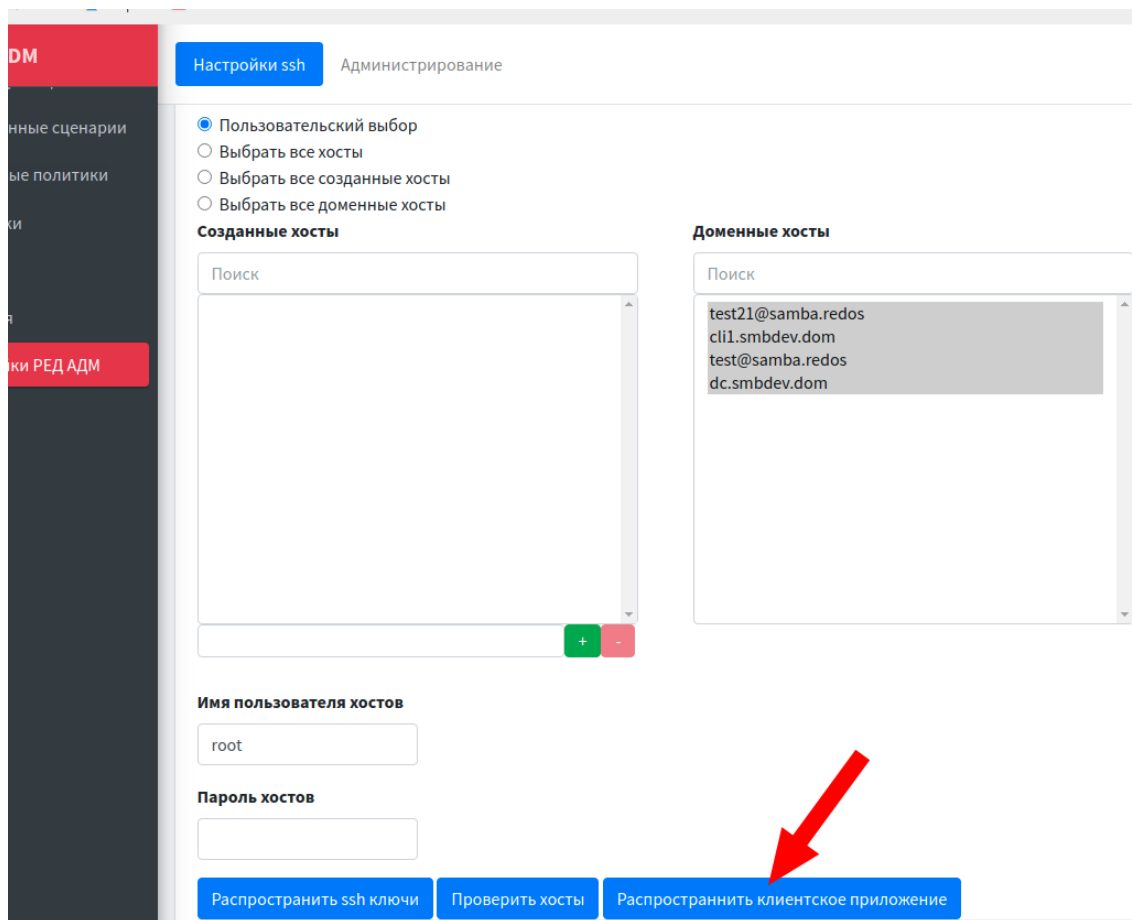 DM
Настройки ssh
Администрирование
нные сценарии
ые политики
ки
я
ки РЕД АДМ
Пользовательский выбор
Выбрать все хосты
Выбрать все созданные хосты
Выбрать все доменные хосты
Созданные хосты
Поиск
+ -
Доменные хосты
Поиск
test21@samba.redos
cli1.smbdev.dom
test@samba.redos
dc.smbdev.dom
Имя пользователя хостов
root
Пароль хостов
Распространить ssh ключи
Проверить хосты
Распространнить клиентское приложение